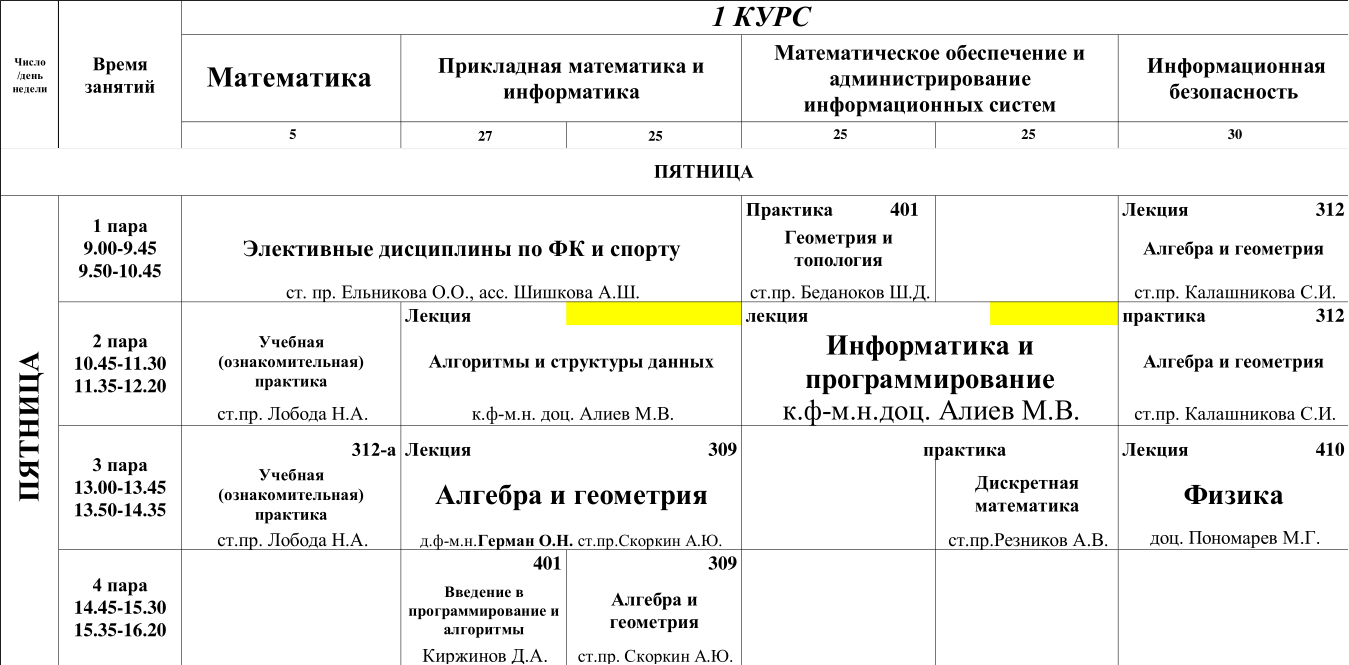 1 КУРС
Число
/день
недели
Время
занятий
Математика
Прикладная математика и
информатика
Математическое обеспечение и
администрирование
информационных систем
Информационная
безопасность
5
27
25
25
25
30
ПЯТНИЦА
ПЯТНИЦА
1 пара
9.00-9.45
9.50-10.45
Элективные дисциплины по ФК и спорту
ст. пр. Ельникова О.О., асс. Шишкова А.Ш.
Практика 401
Геометрия и
топология
ст.пр. Беданоков Ш.Д.
Лекция 312
Алгебра и геометрия
ст.пр. Калашникова С.И.
2 пара
10.45-11.30
11.35-12.20
Учебная
(ознакомительная)
практика
ст.пр. Лобода Н.А.
Лекция
Алгоритмы и структуры данных
к.ф-м.н. доц. Алиев М.В.
лекция
Информатика и
программирование
к.ф-м.н.доц. Алиев М.В.
практика 312
Алгебра и геометрия
ст.пр. Калашникова С.И.
3 пара
13.00-13.45
13.50-14.35
312-а
Учебная
(ознакомительная)
практика
ст.пр. Лобода Н.А.
Лекция 309
Алгебра и геометрия
д.ф-м.н.Герман О.Н. ст.пр.Скоркин А.Ю.
практика
Дискретная
математика
ст.пр.Резников А.В.
Лекция 410
Физика
доц. Пономарев М.Г.
4 пара
14.45-15.30
15.35-16.20
401
Введение в
программирование и
алгоритмы
Киржинов Д.А.
309
Алгебра и
геометрия
ст.пр. Скоркин А.Ю.